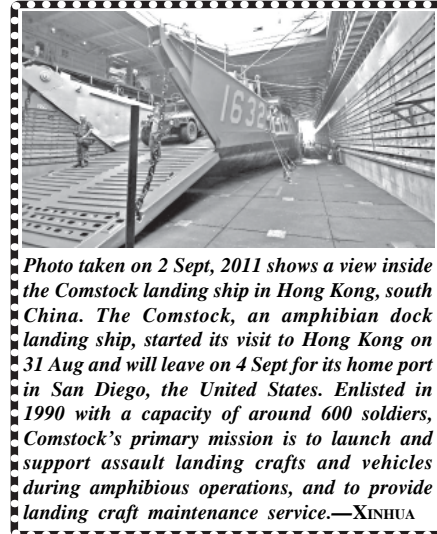 1632
Photo taken on 2 Sept, 2011 shows a view inside
the Comstock landing ship in Hong Kong, south
China. The Comstock, an amphibian dock
landing ship, started its visit to Hong Kong on
31 Aug and will leave on 4 Sept for its home port
in San Diego, the United States. Enlisted in
1990 with a capacity of around 600 soldiers,
Comstock's primary mission is to launch and
support assault landing crafts and vehicles
during amphibious operations, and to provide
landing craft maintenance service.—XINHUA